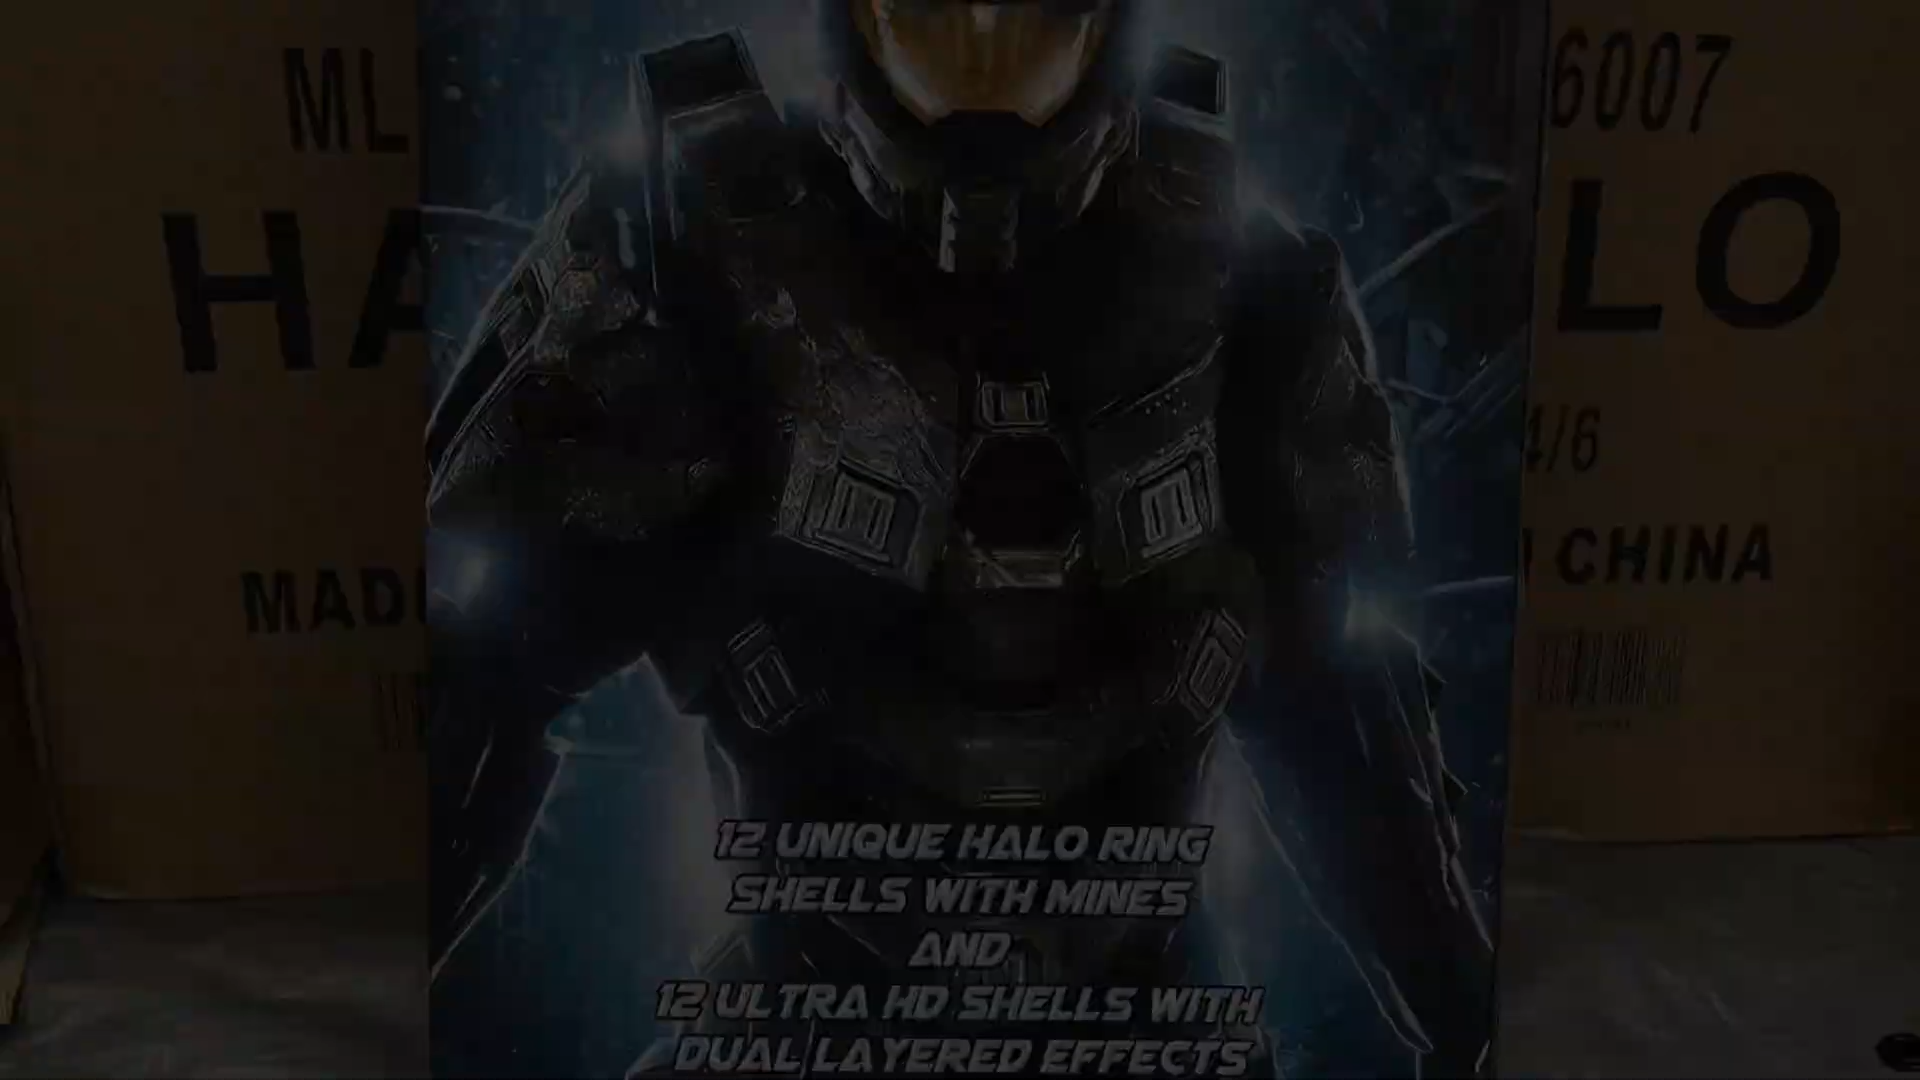 ML
6007
HA
LO
4/6
MAD
CHINA
12 UNIQUE HALO RING
SHELLS WITH MINES
AND
12 ULTRA HD SHELLS WITH
DUAL LAYERED EFFECTS